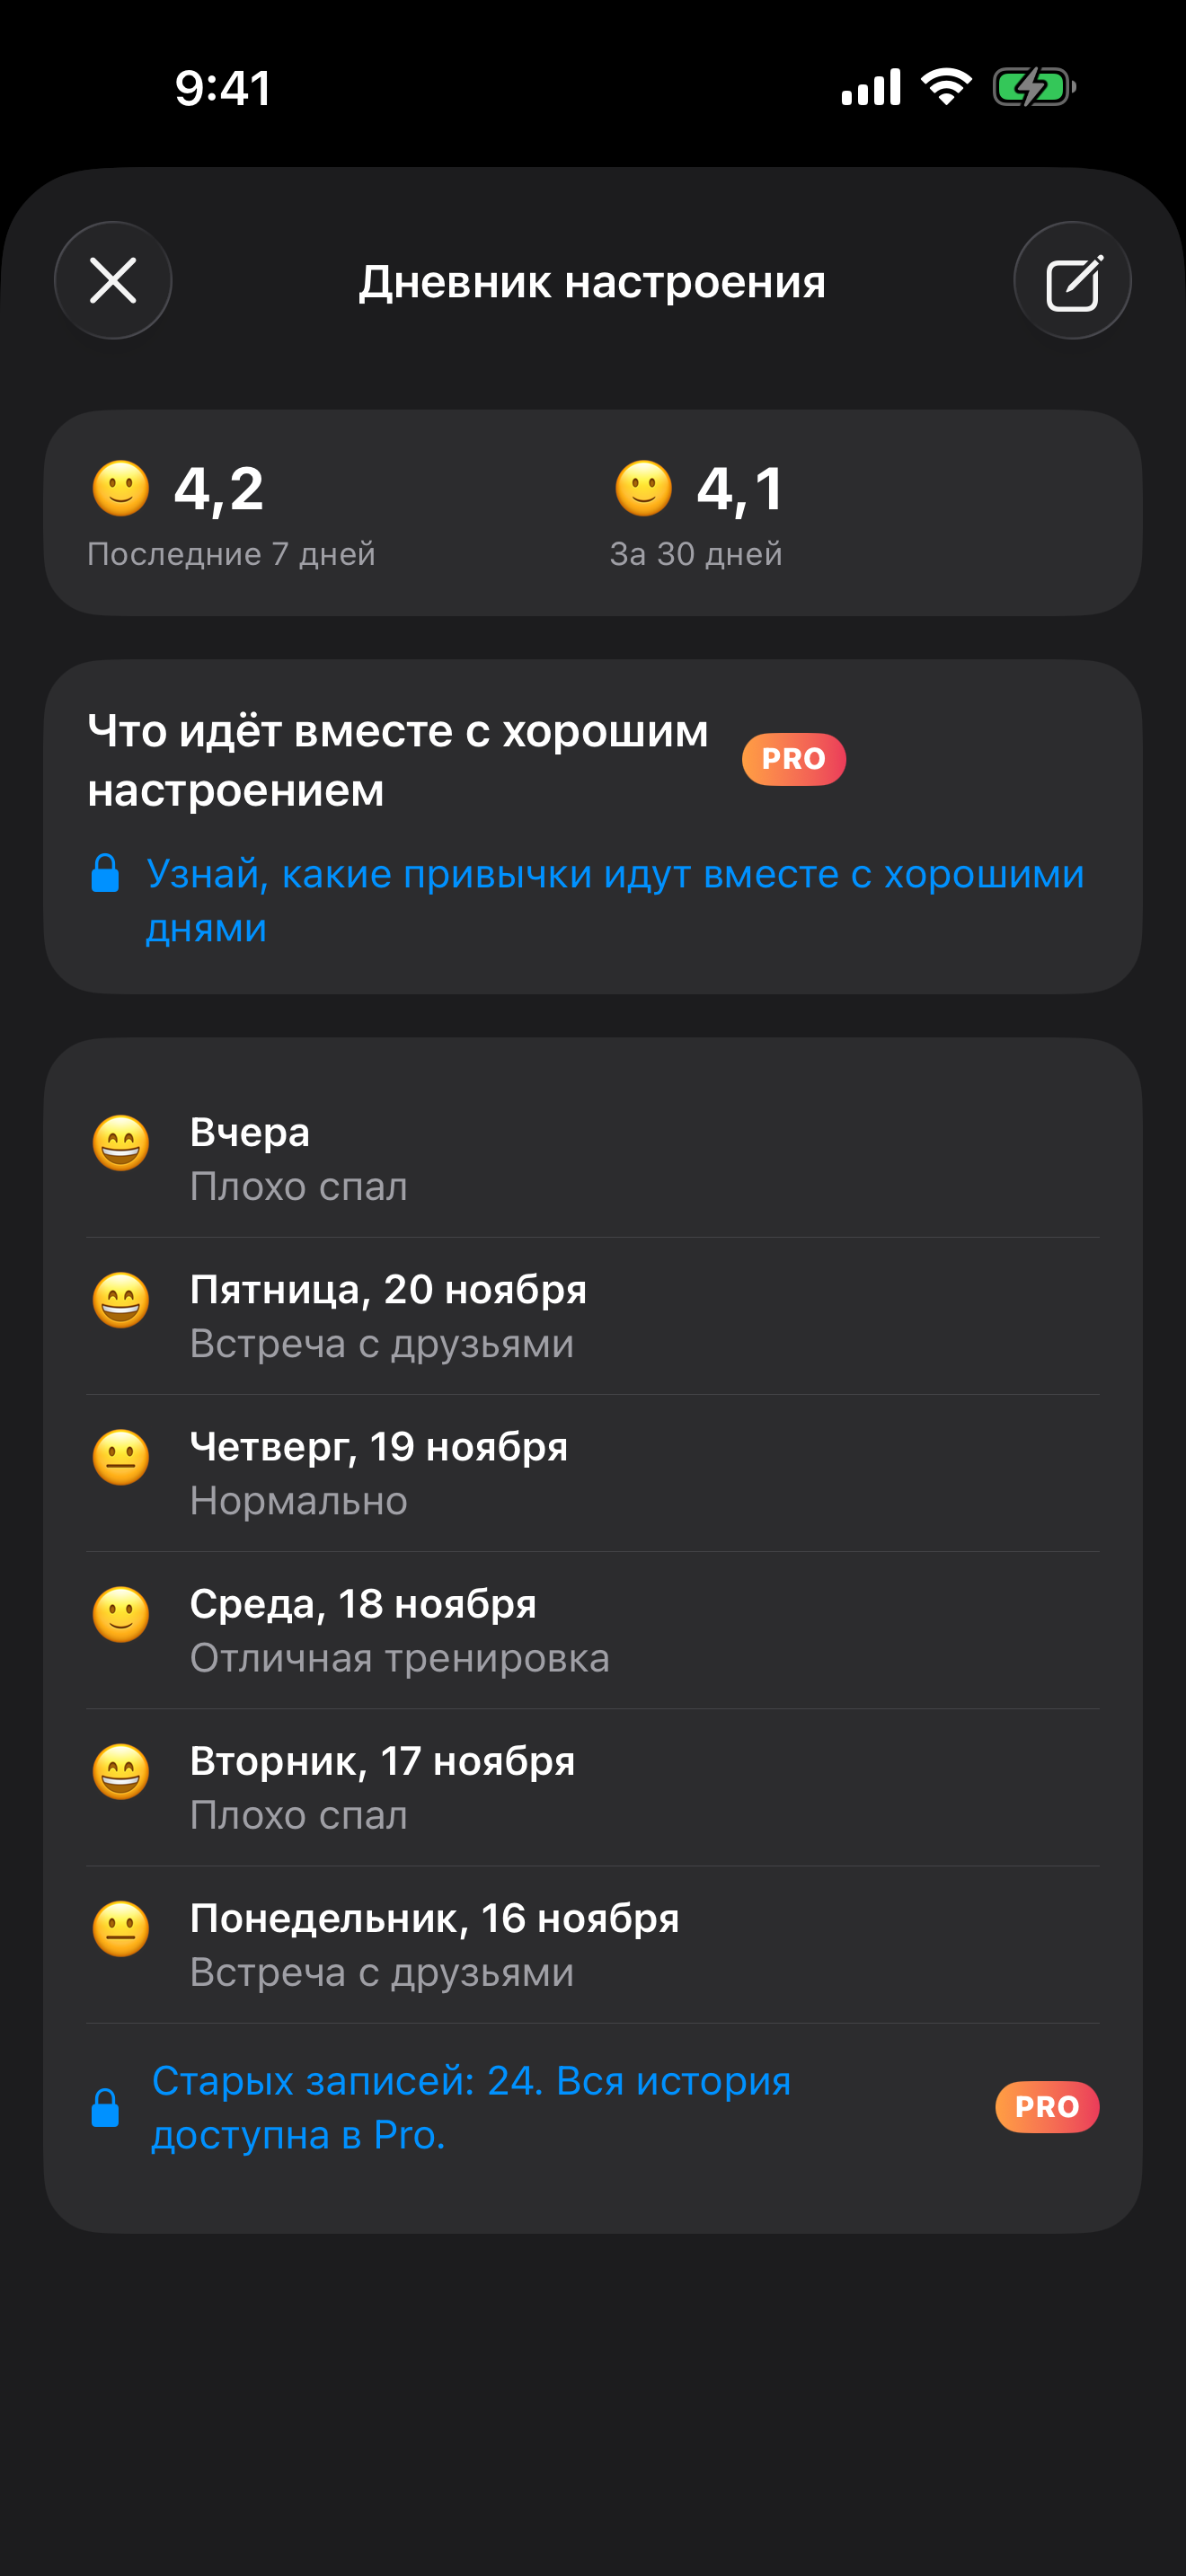 9:41
Дневник настроения
4,2
4,1
Последние 7 дней
За 30 дней
Что идёт вместе с хорошим
настроением
PRO
Узнай, какие привычки идут вместе с хорошими
днями
Вчера
Плохо спал
Пятница, 20 ноября
Встреча с друзьями
Четверг, 19 ноября
Нормально
Среда, 18 ноября
Отличная тренировка
Вторник, 17 ноября
Плохо спал
Понедельник, 16 ноября
Встреча с друзьями
Старых записей: 24. Вся история
доступна в Pro.
PRO